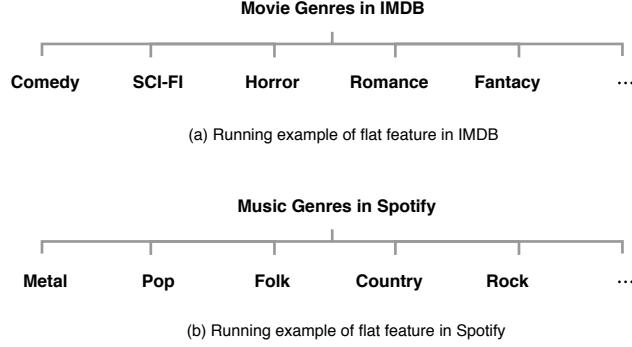 Movie Genres in IMDB
Comedy SCI-FI Horror Romance Fantacy ...
(a) Running example of flat feature in IMDB
Music Genres in Spotify
Metal Pop Folk Country Rock ...
(b) Running example of flat feature in Spotify